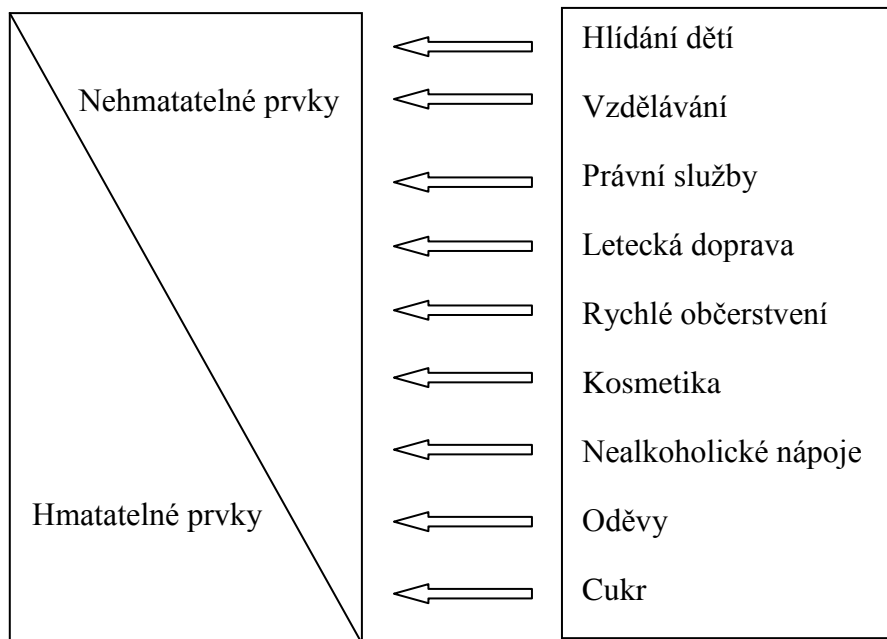 Nehmatatelné prvky
Hmatatelné prvky
Hlídání dětí
Vzdělávání
Právní služby
Letecká doprava
Rychlé občerstvení
Kosmetika
Nealkoholické nápoje
Oděvy
Cukr